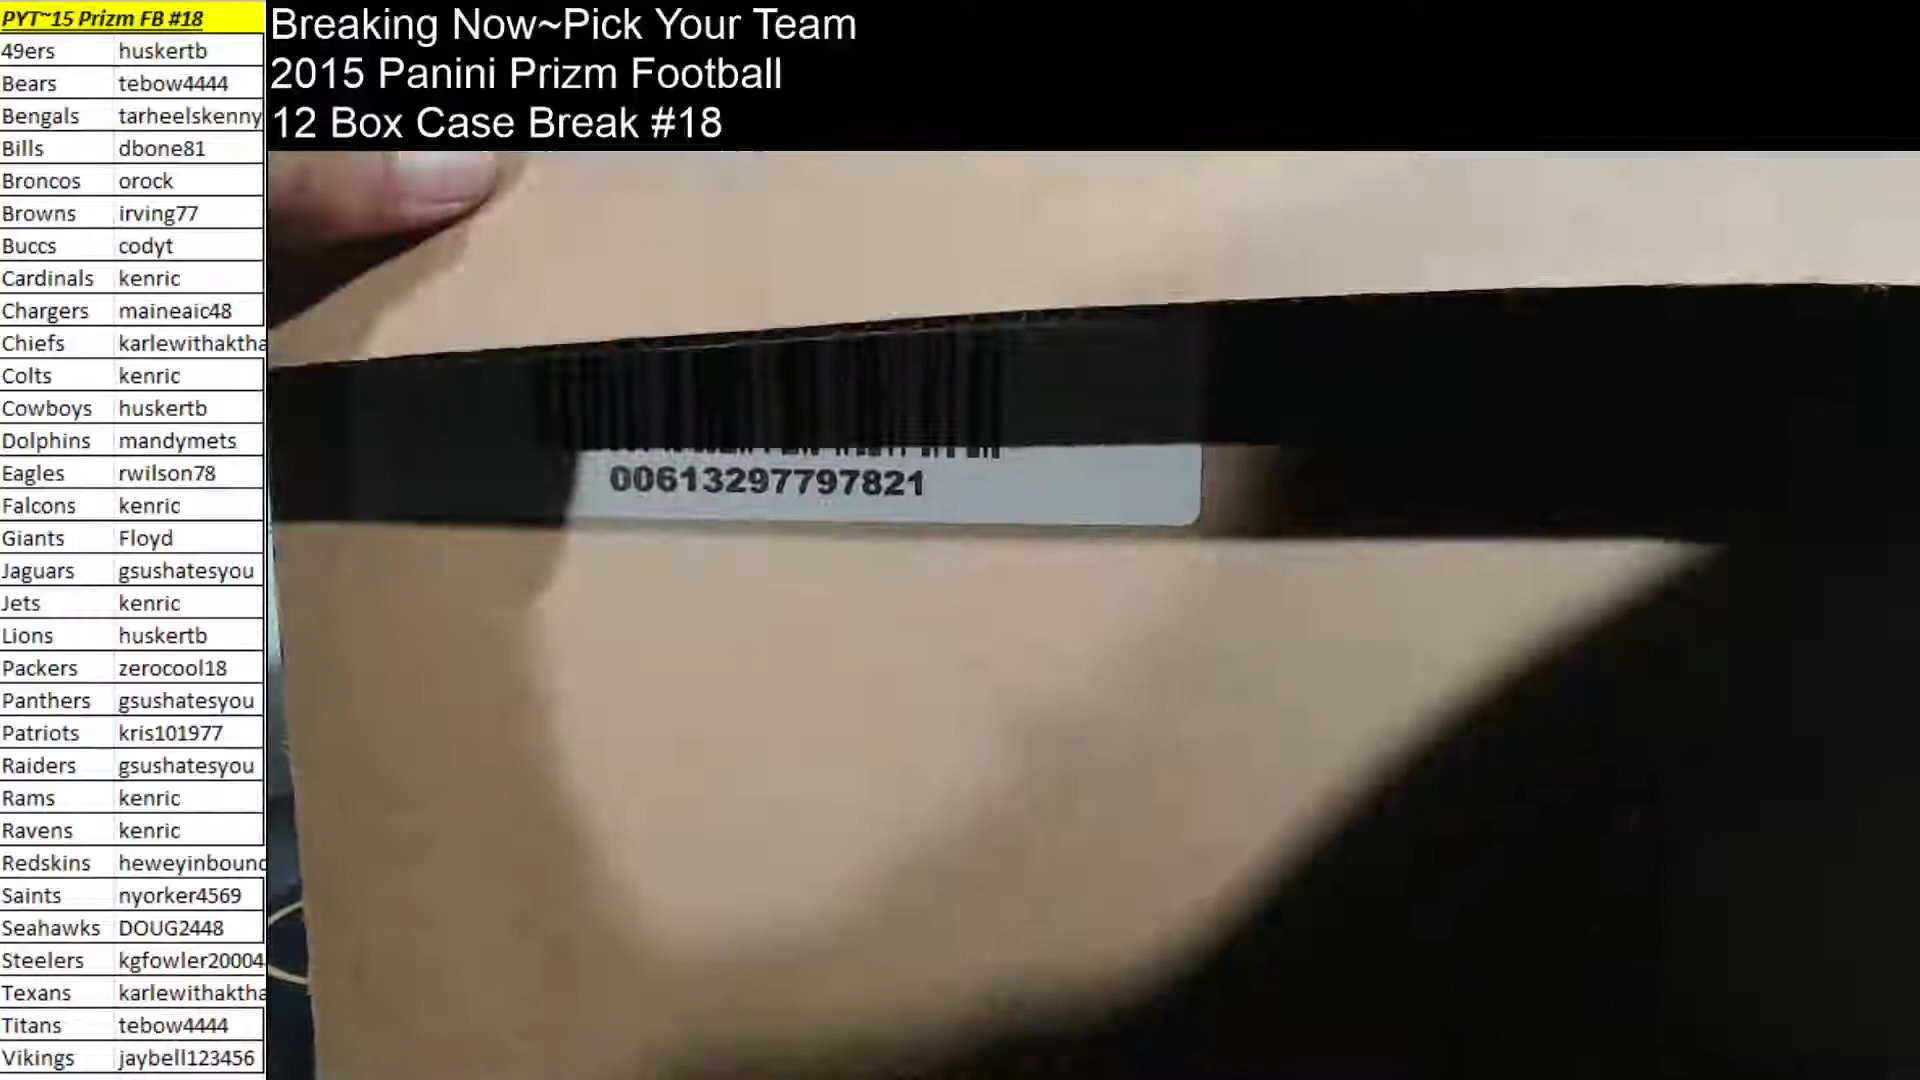 PYT~15 Prizm FB #18
49ers huskertb
Bears tebow4444
Bengals tarheelskenny
Bills dbone81
Broncos orock
Browns irving77
Buccs codyt
Cardinals kenric
Chargers maineaic48
Chiefs karlewithaktha
Colts kenric
Cowboys huskertb
Dolphins mandymets
Eagles rwilson78
Falcons kenric
Giants Floyd
Jaguars gsushatesyou
Jets kenric
Lions huskertb
Packers zerocool18
Panthers gsushatesyou
Patriots kris101977
Raiders gsushatesyou
Rams kenric
Ravens kenric
Redskins heweyinbounc
Saints nyorker4569
Seahawks DOUG2448
Steelers kgfowler20004
Texans karlewithaktha
Titans tebow4444
Vikings jaybell123456
Breaking Now~Pick Your Team
2015 Panini Prizm Football
12 Box Case Break #18
00613297797821